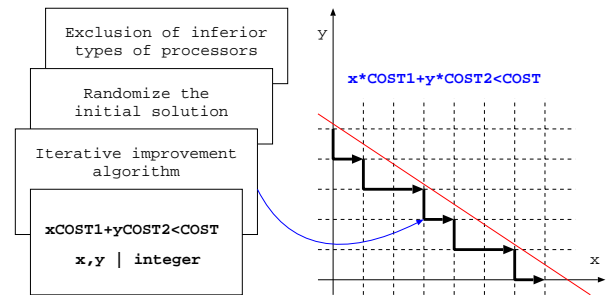 Exclusion of inferior
types of processors
Randomize the
initial solution
Iterative improvement
algorithm
xCOST1+yCOST2<COST
x,y | integer
y
x*COST1+y*COST2<COST
x